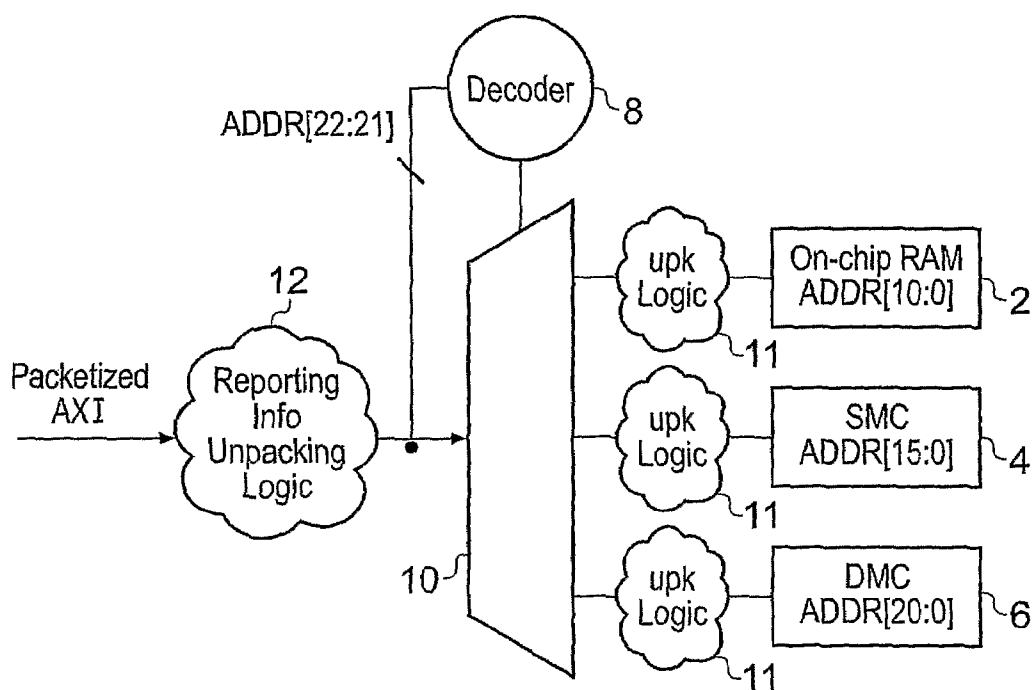 Decoder
8
ADDR[22:21]
12
Packetized
AXI
Reporting
Info
Unpacking
Logic
10
upk
Logic
11
On-chip RAM
ADDR[10:0]
2
upk
Logic
11
SMC
ADDR[15:0]
4
upk
Logic
11
DMC
ADDR[20:0]
6